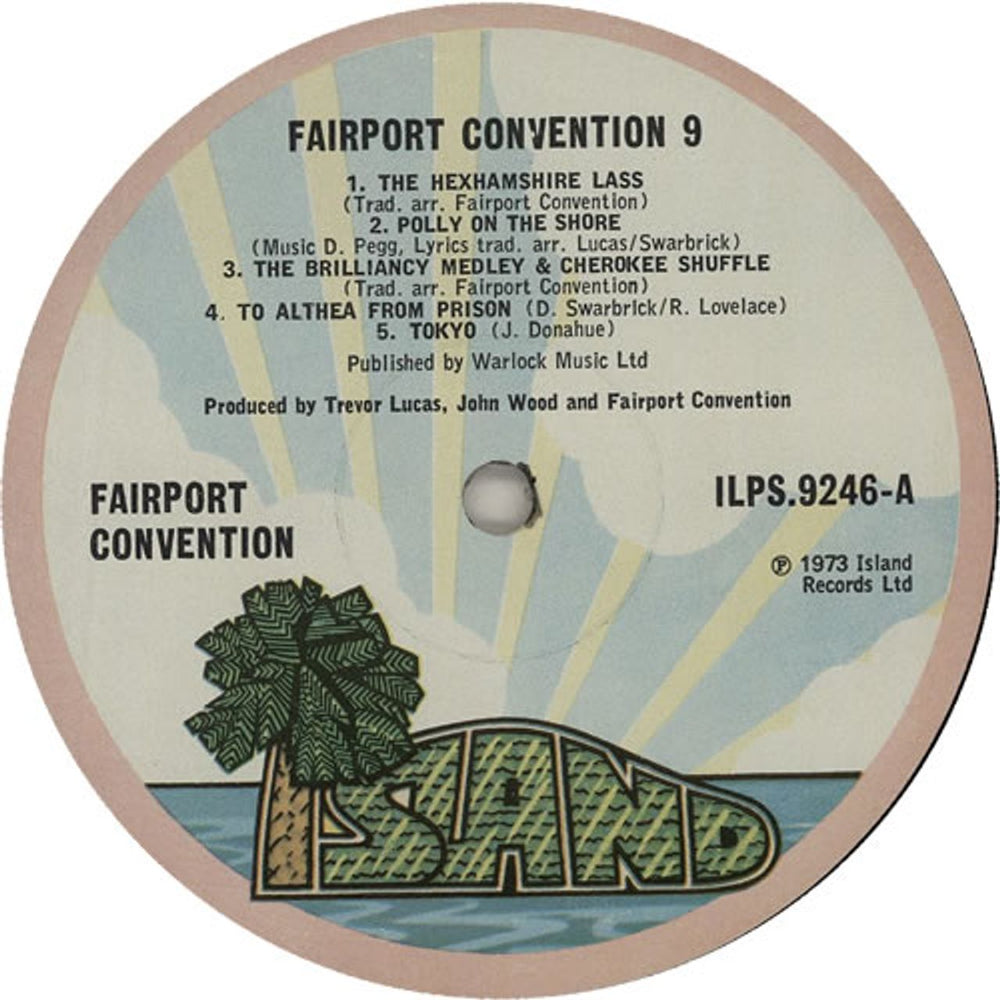 FAIRPORT CONVENTION 9
1. THE HEXHAMSHIRE LASS
(Trad. arr. Fairport Convention)
2. POLLY ON THE SHORE
(Music D. Pegg, Lyrics trad. arr. Lucas/Swarbrick)
3. THE BRILLIANCY MEDLEY & CHEROKEE SHUFFLE
(Trad. arr. Fairport Convention)
4. TO ALTHEA FROM PRISON (D. Swarbrick/R. Lovelace)
5. TOKYO (J. Donahue)
Published by Warlock Music Ltd
Produced by Trevor Lucas, John Wood and Fairport Convention
FAIRPORT
CONVENTION
ILPS.9246-A
℗ 1973 Island
Records Ltd
ISLAND